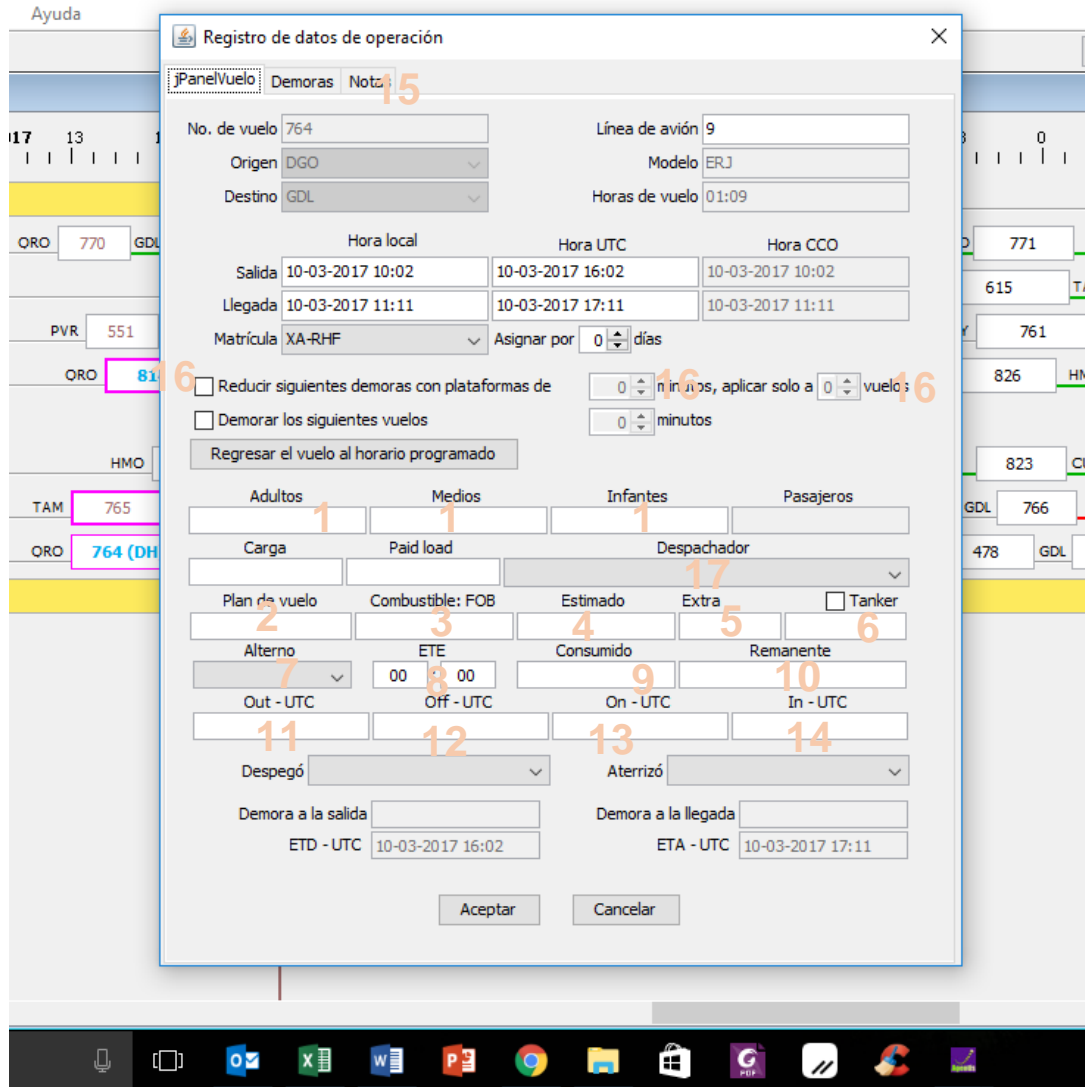 Ayuda
Registro de datos de operación
jPanelVuelo Demoras Notas 15
017 13
0
No. de vuelo 764 Línea de avión 9
Origen DGO Modelo ERJ
Destino GDL Horas de vuelo 01:09
QRO 770 GDL
771
Hora local Hora UTC Hora CCO
Salida 10-03-2017 10:02 10-03-2017 16:02 10-03-2017 10:02
615
Llegada 10-03-2017 11:11 10-03-2017 17:11 10-03-2017 11:11
PVR 551
761
Matrícula XA-RHF Asignar por 0 días
QRO
826
16 Reducir siguientes demoras con plataformas de 0 minutos, aplicar solo a 0 vuelos
16 16
Demorar los siguientes vuelos 0 minutos
Regresar el vuelo al horario programado
HMO
823
Adultos Medios Infantes Pasajeros
1 1 1
TAM 765
GDL 766
Carga Paid load Despachador
17
QRO 764 (DH
478 GDL
Plan de vuelo Combustible: FOB Estimado Extra Tanker
2 3 4 5 6
Alterno ETE Consumido Remanente
7 00 : 00 8 9 10
Out - UTC Off - UTC On - UTC In - UTC
11 12 13 14
Despegó Aterrizó
Demora a la salida Demora a la llegada
ETD - UTC 10-03-2017 16:02 ETA - UTC 10-03-2017 17:11
Aceptar Cancelar